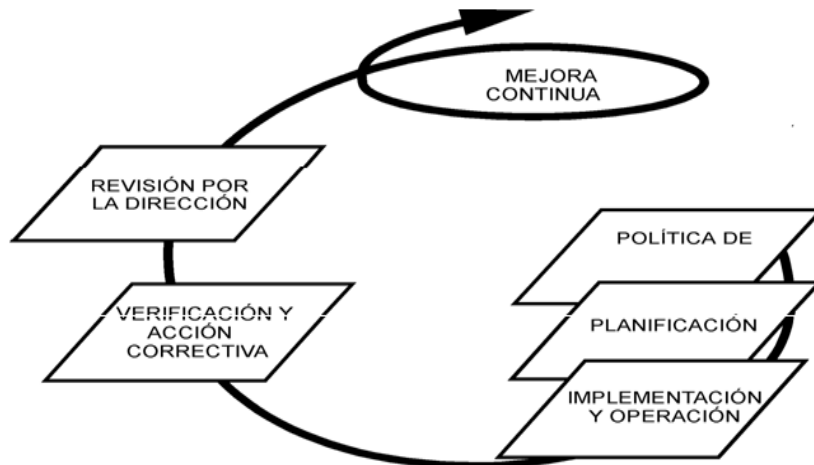 MEJORA
CONTINUA
REVISIÓN POR
LA DIRECCIÓN
POLÍTICA DE
VERIFICACIÓN Y
ACCIÓN
CORRECTIVA
PLANIFICACIÓN
IMPLEMENTACIÓN
Y OPERACIÓN